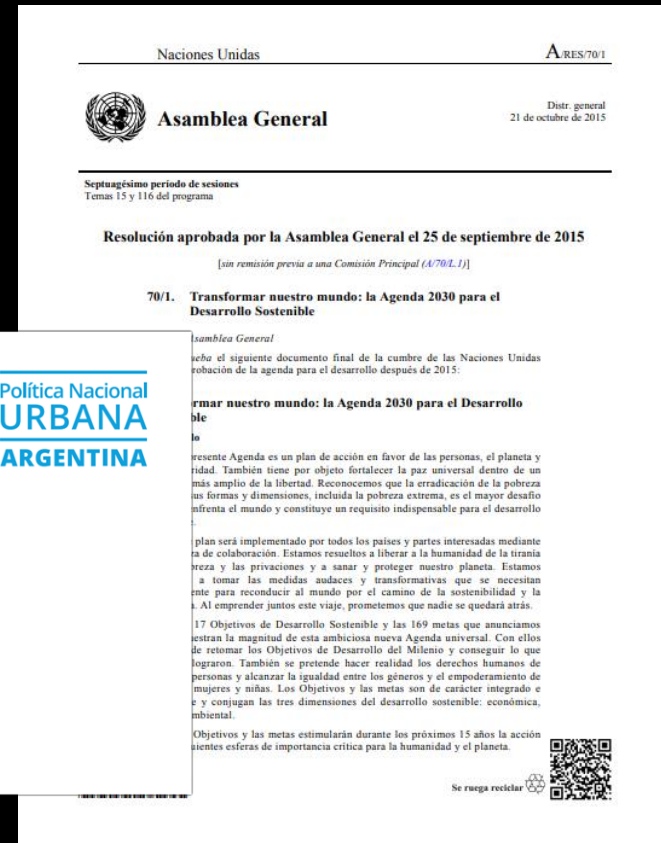 Naciones Unidas
A/RES/70/1
Asamblea General
Distr. general
21 de octubre de 2015
Septuagésimo período de sesiones
Temas 15 y 116 del programa
Resolución aprobada por la Asamblea General el 25 de septiembre de 2015
[sin remisión previa a una Comisión Principal (A/70/L.1)]
70/1. Transformar nuestro mundo: la Agenda 2030 para el
Desarrollo Sostenible
Asamblea General
el siguiente documento final de la cumbre de las Naciones Unidas
para el desarrollo después de 2015:
nuestro mundo: la Agenda 2030 para el Desarrollo
Política Nacional
URBANA
ARGENTINA
presente Agenda es un plan de acción en favor de las personas, el planeta y
También tiene por objeto fortalecer la paz universal dentro de un
más amplio de la libertad. Reconocemos que la erradicación de la pobreza
sus formas y dimensiones, incluida la pobreza extrema, es el mayor desafío
enfrenta el mundo y constituye un requisito indispensable para el desarrollo
plan será implementado por todos los países y partes interesadas mediante
de colaboración. Estamos resueltos a liberar a la humanidad de la tiranía
y las privaciones y a sanar y proteger nuestro planeta. Estamos
a tomar las medidas audaces y transformativas que se necesitan
para reconducir al mundo por el camino de la sostenibilidad y la
Al emprender juntos este viaje, prometemos que nadie se quedará atrás.
17 Objetivos de Desarrollo Sostenible y las 169 metas que anunciamos
la magnitud de esta ambiciosa nueva Agenda universal. Con ellos
de retomar los Objetivos de Desarrollo del Milenio y conseguir lo que
lograron. También se pretende hacer realidad los derechos humanos de
personas y alcanzar la igualdad entre los géneros y el empoderamiento de
mujeres y niñas. Los Objetivos y las metas son de carácter integrado e
y conjugan las tres dimensiones del desarrollo sostenible: económica,
Objetivos y las metas estimularán durante los próximos 15 años la acción
esferas de importancia crítica para la humanidad y el planeta.
Se ruega reciclar